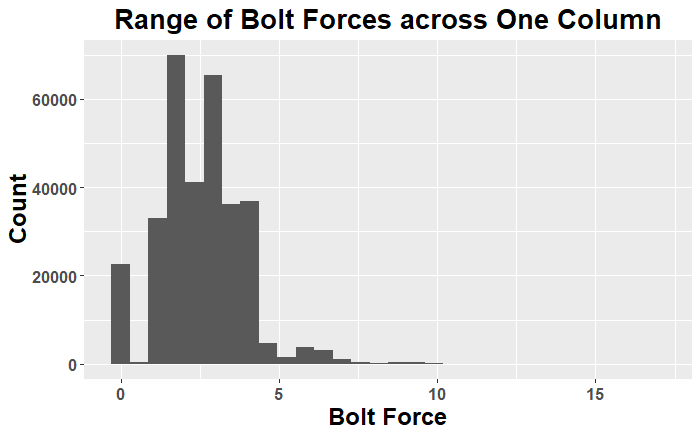 Range of Bolt Forces across One Column
Count
60000
40000
20000
0
0 5 10 15
Bolt Force